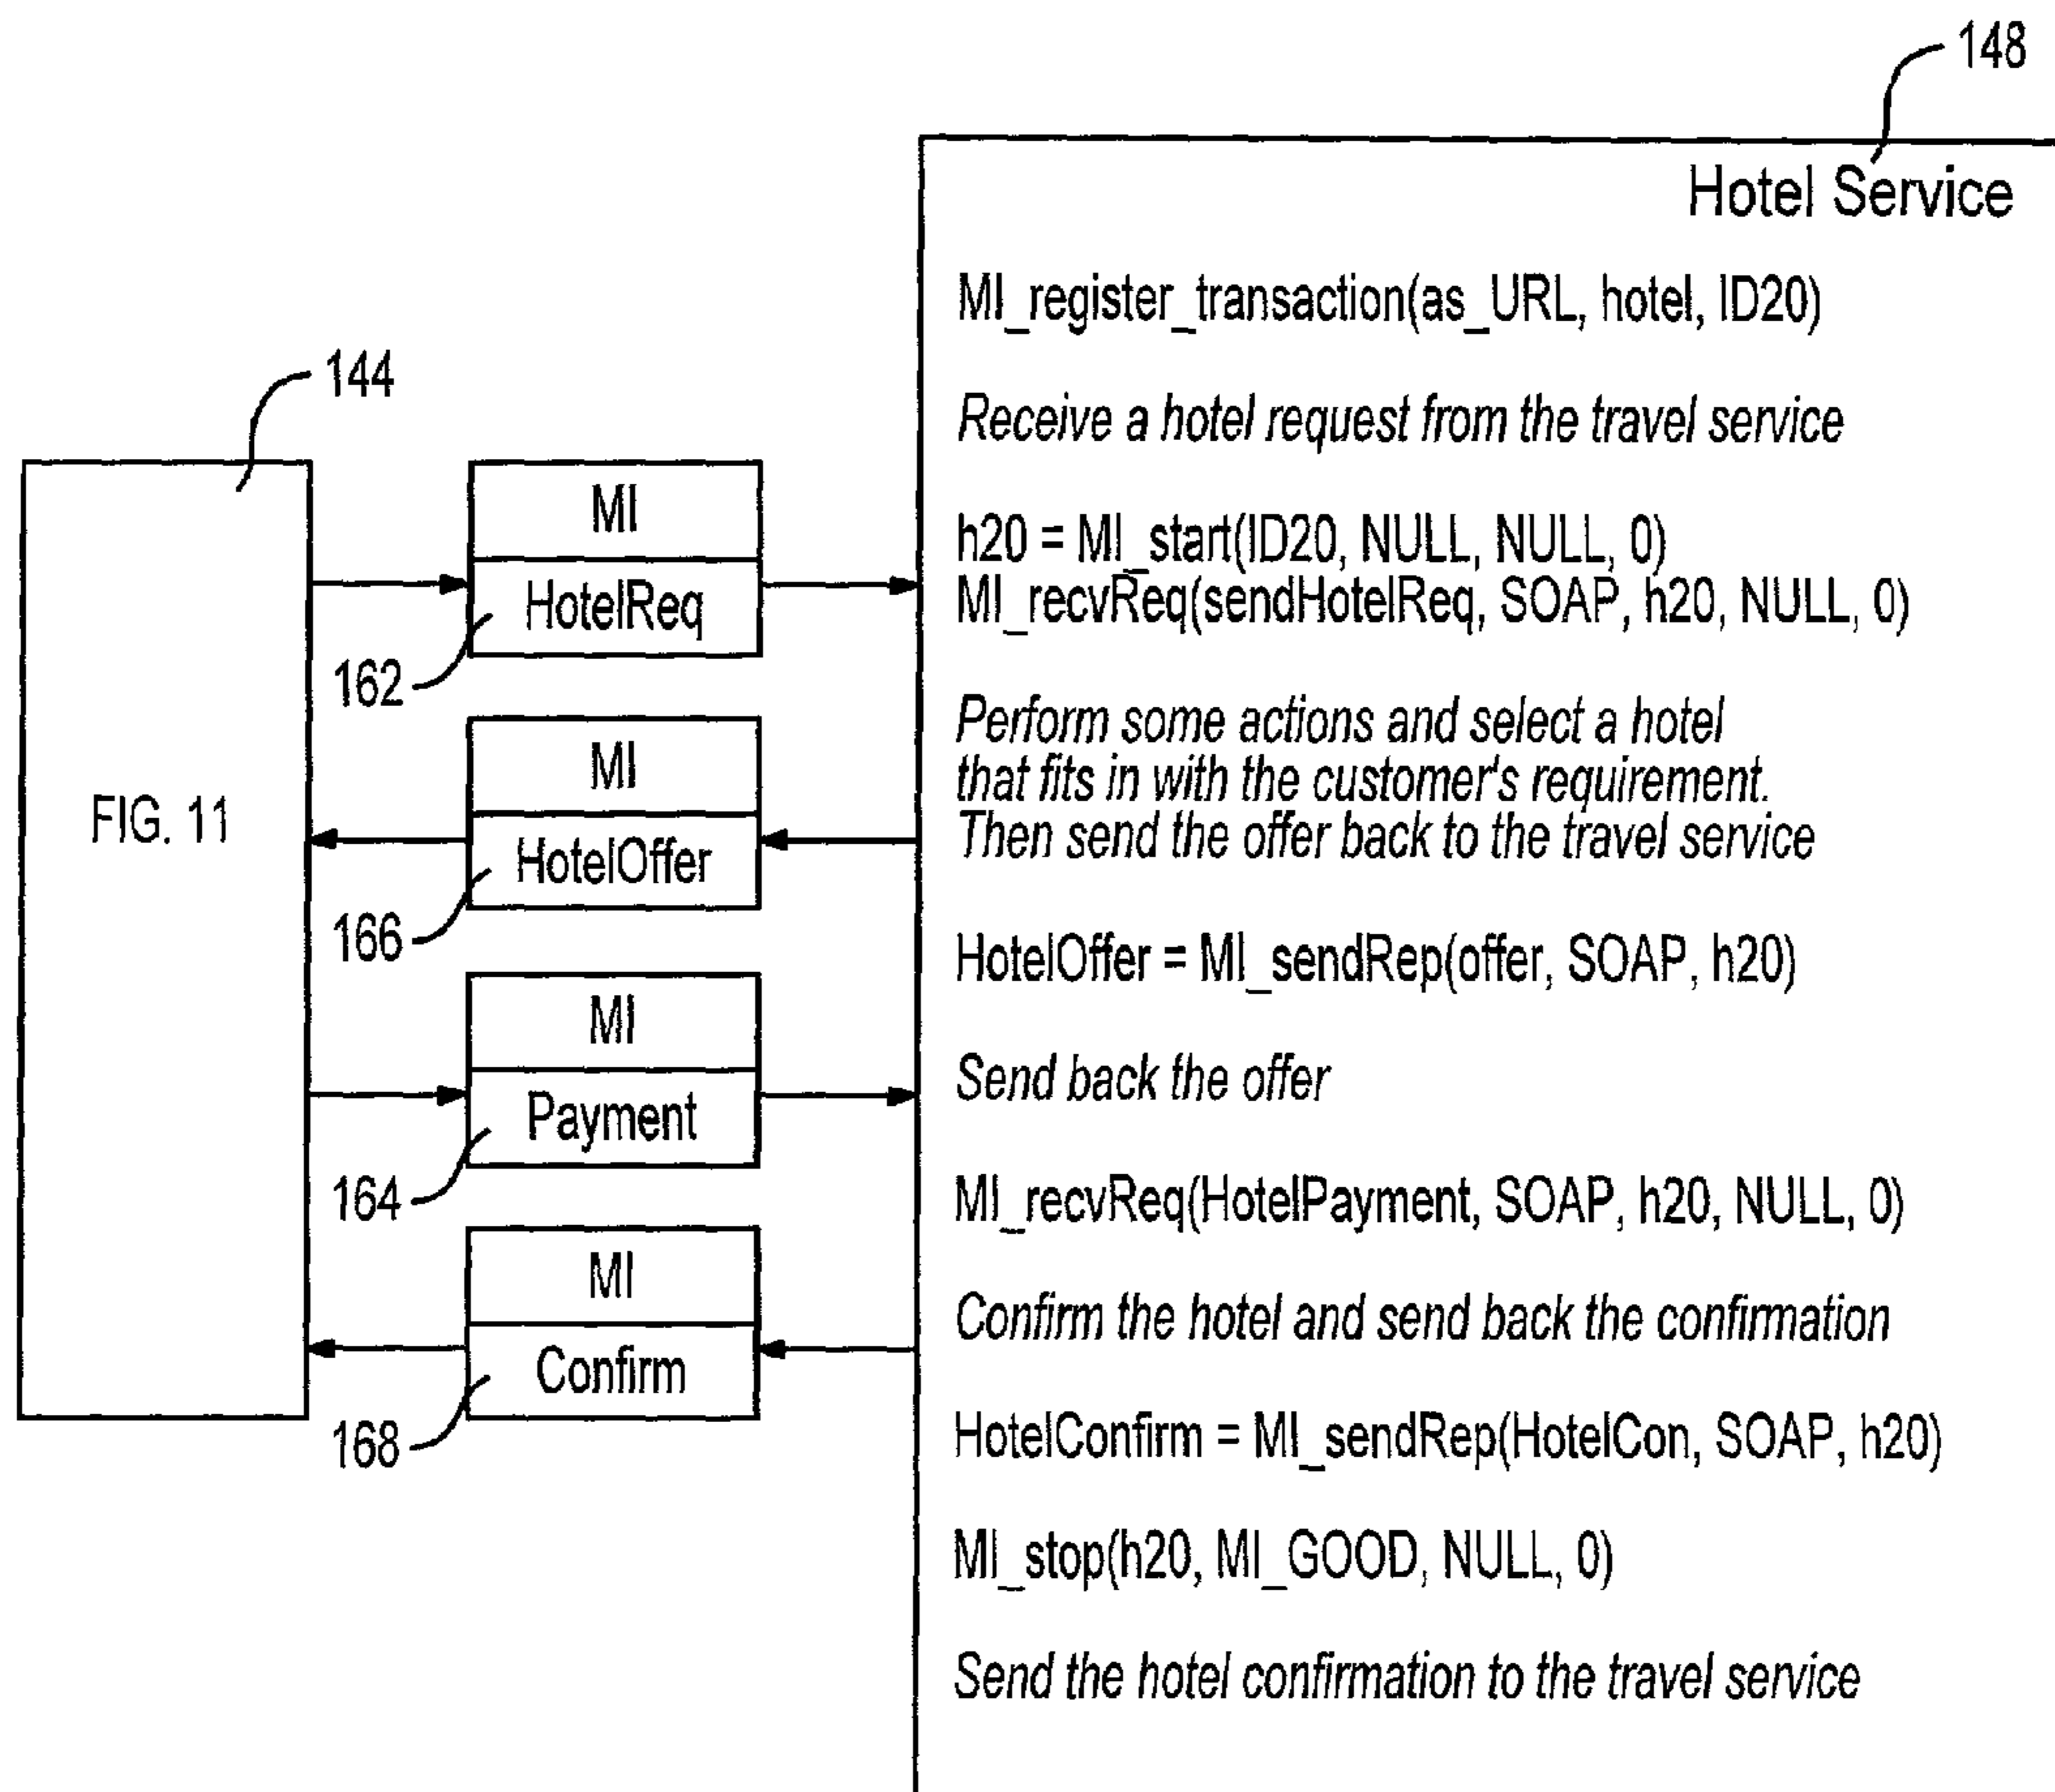 148
Hotel Service
MI_register_transaction(as_URL, hotel, ID20)
Receive a hotel request from the travel service
h20 = MI_start(ID20, NULL, NULL, 0)
MI_recvReq(sendHotelReq, SOAP, h20, NULL, 0)
Perform some actions and select a hotel
that fits in with the customer's requirement.
Then send the offer back to the travel service
HotelOffer = MI_sendRep(offer, SOAP, h20)
Send back the offer
MI_recvReq(HotelPayment, SOAP, h20, NULL, 0)
Confirm the hotel and send back the confirmation
HotelConfirm = MI_sendRep(HotelCon, SOAP, h20)
MI_stop(h20, MI_GOOD, NULL, 0)
Send the hotel confirmation to the travel service
144
FIG. 11
MI
HotelReq
162
MI
HotelOffer
166
MI
Payment
164
MI
Confirm
168